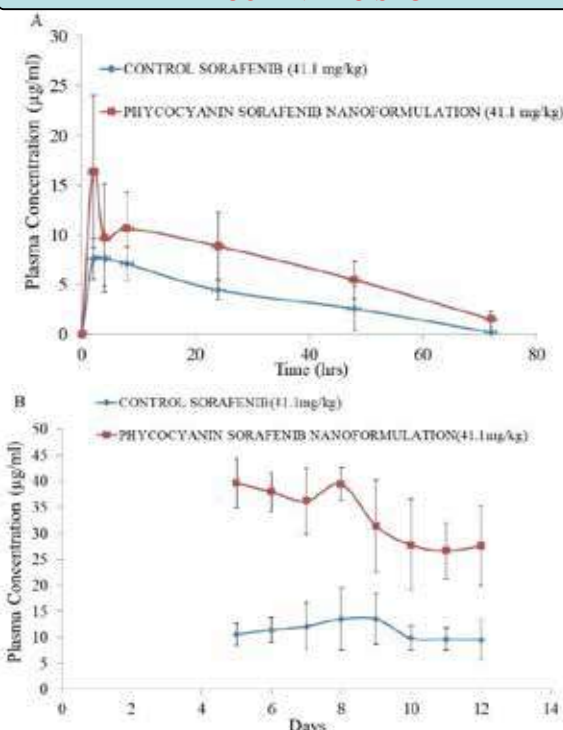 A
30
CONTROL SORAFENIB (41.1 mg/kg)
25
PHYCOCYANIN SORAFENIB NANOFORMULATION (41.1 mg/kg)
20
15
10
5
0
Plasma Concentration (µg/ml)
0 20 40 60 80
Time (hrs)
B
CONTROL SORAFENIB(41.1mg/kg)
PHYCOCYANIN SORAFENIB NANOFORMULATION(41.1mg/kg)
50
45
40
35
30
25
20
15
10
5
0
Plasma Concentration (µg/ml)
0 2 4 6 8 10 12 14
Days